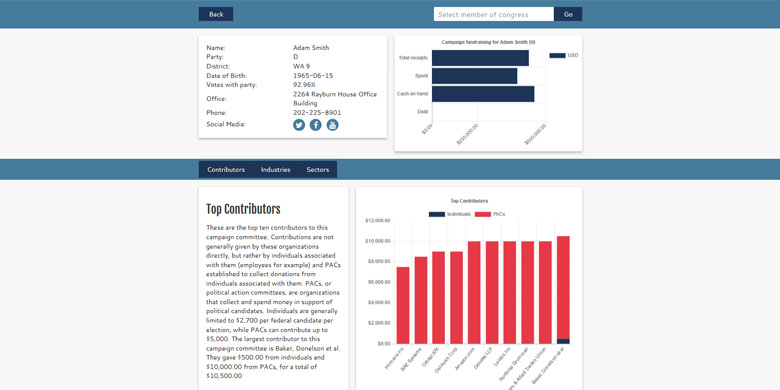 Back
Select member of congress
Go
Name: Adam Smith
Party: D
District: WA 9
Date of Birth: 1965-06-15
Votes with party: 92.96%
Office: 2264 Rayburn House Office
Building
Phone: 202-225-8901
Social Media:
Campaign fundraising for Adam Smith (D)
USD
Total receipts
Spent
Cash on hand
Debt
$0.00
$200,000.00
$500,000.00
Contributors
Industries
Sectors
Top Contributors
These are the top ten contributors to this
campaign committee. Contributions are not
generally given by these organizations
directly, but rather by individuals associated
with them (employees for example) and PACs
established to collect donations from
individuals associated with them. PACs, or
political action committees, are organizations
that collect and spend money in support of
political candidates. Individuals are generally
limited to $2,700 per federal candidate per
election, while PACs can contribute up to
$5,000. The largest contributor to this
campaign committee is Baker, Donelson et al.
They gave $500.00 from individuals and
$10,000.00 from PACs, for a total of
$10,500.00
Top Contributors
Individuals
PACs
$12,000.00
$10,000.00
$8,000.00
$6,000.00
$4,000.00
$2,000.00
$0.00
BAE Systems
Orbital ATK
Amazon.com
Deloitte LLP
Leidos Inc
Northrop Grumman
& Allied Trades Union
Baker, Donelson et al